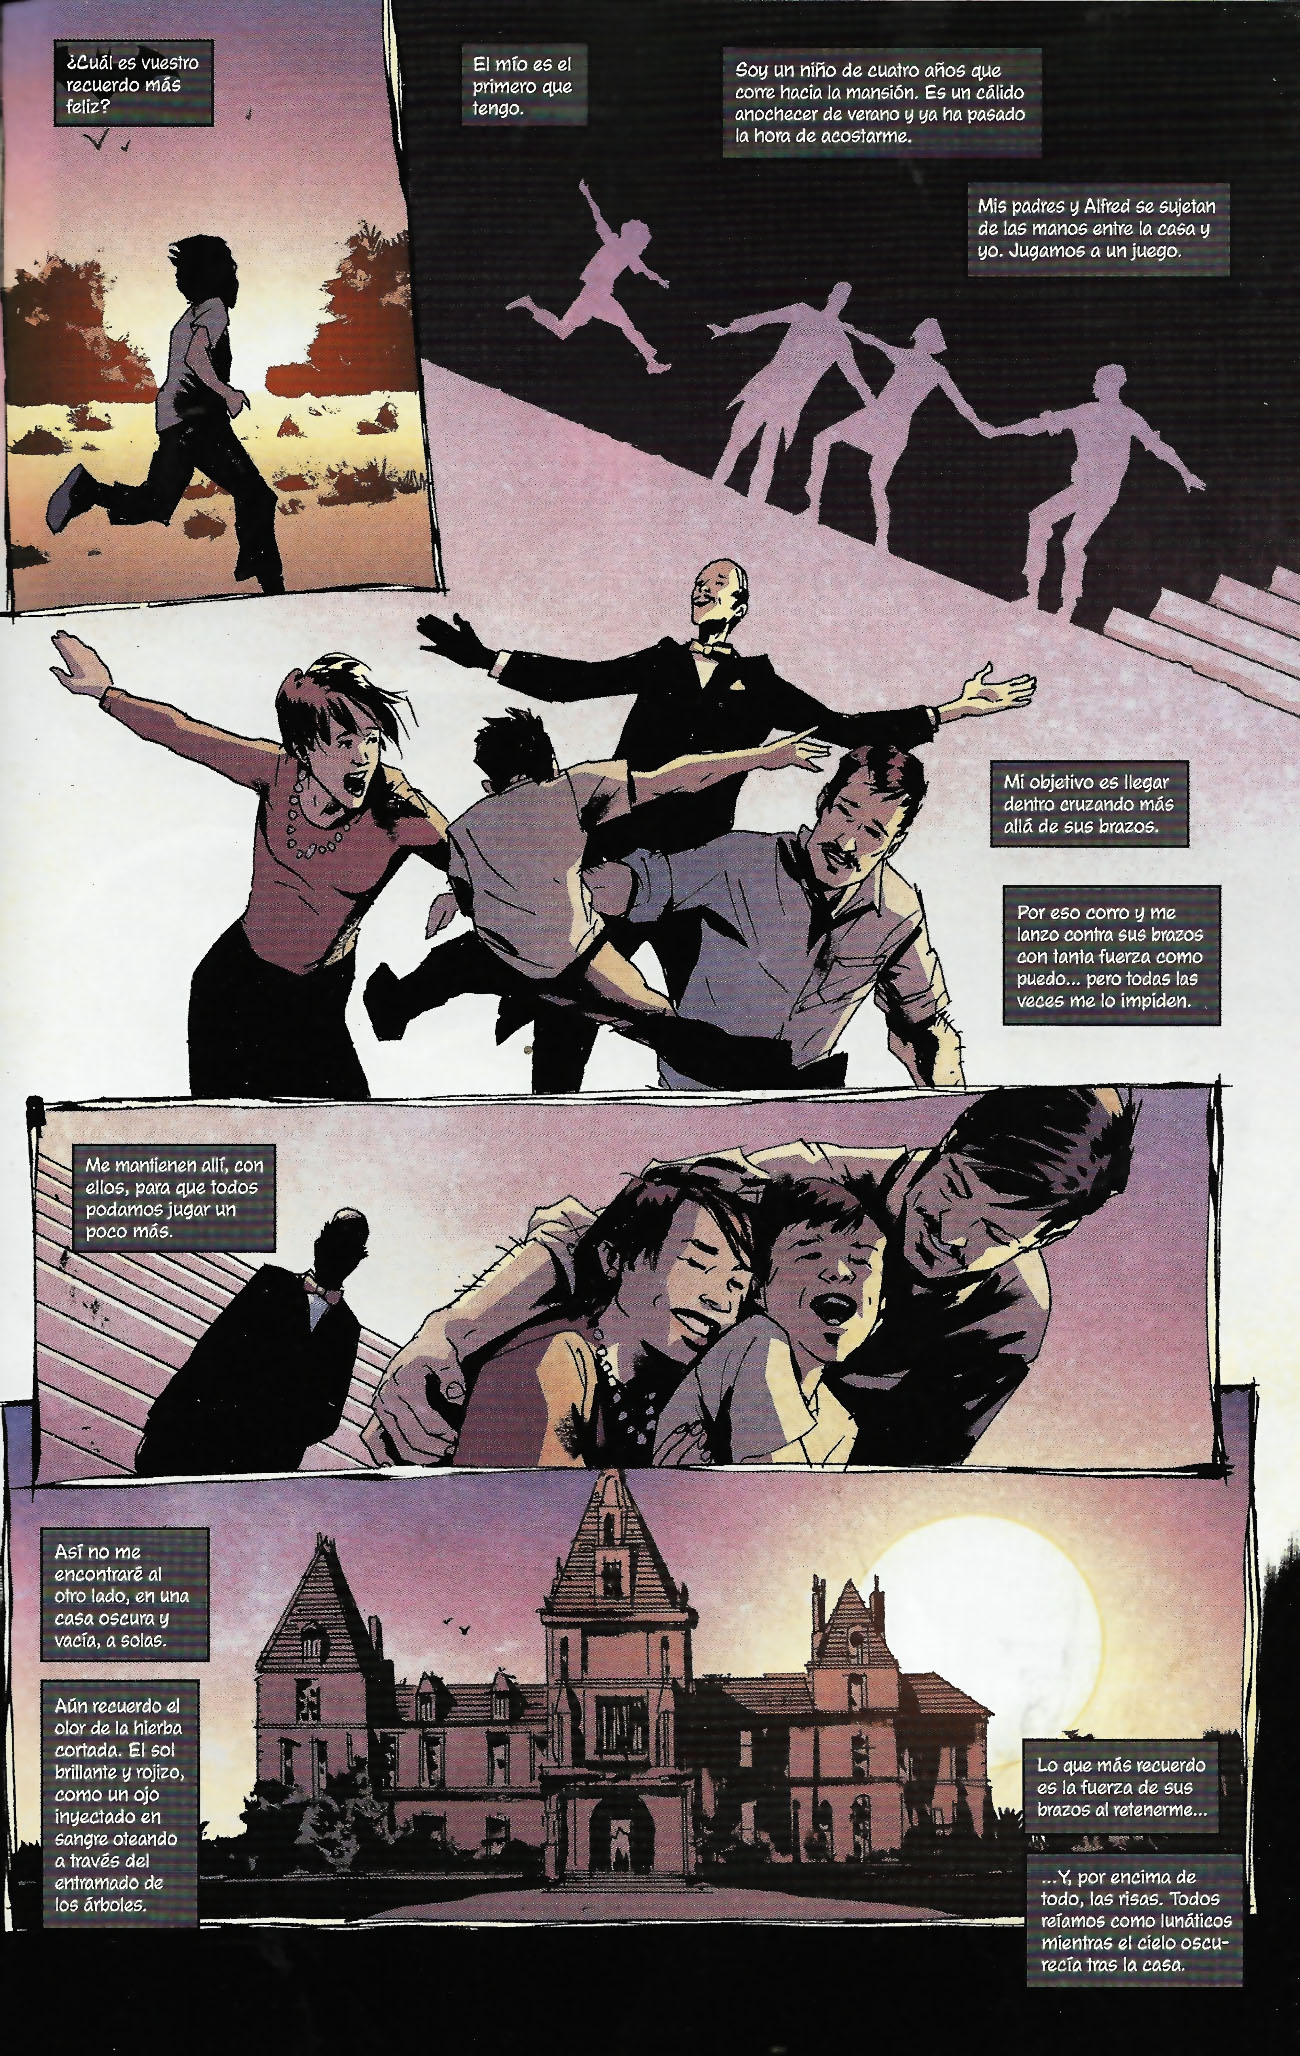 ¿Cuál es vuestro
recuerdo más
feliz?
El mío es el
primero que
tengo.
Soy un niño de cuatro años que
corre hacia la mansión. Es un cálido
anochecer de verano y ya ha pasado
la hora de acostarme.
Mis padres y Alfred se sujetan
de las manos entre la casa y
yo. Jugamos a un juego.
Mi objetivo es llegar
dentro cruzando más
allá de sus brazos.
Por eso corro y me
lanzo contra sus brazos
con tanta fuerza como
puedo... pero todas las
veces me lo impiden.
Me mantienen allí, con
ellos, para que todos
podamos jugar un
poco más.
Así no me
encontraré al
otro lado, en una
casa oscura y
vacía, a solas.
Aún recuerdo el
olor de la hierba
cortada. El sol
brillante y rojizo,
como un ojo
inyectado en
sangre oteando
a través del
entramado de
los árboles.
Lo que más recuerdo
es la fuerza de sus
brazos al retenerme...
...Y, por encima de
todo, las risas. Todos
reíamos como lunáticos
mientras el cielo oscu-
recía tras la casa.